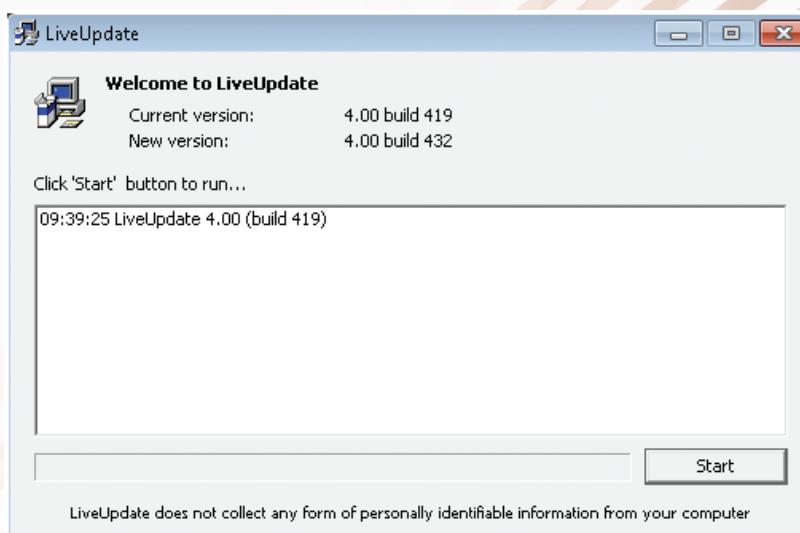 LiveUpdate
Welcome to LiveUpdate
Current version: 4.00 build 419
New version: 4.00 build 432
Click 'Start' button to run...
09:39:25 LiveUpdate 4.00 (build 419)
Start
LiveUpdate does not collect any form of personally identifiable information from your computer